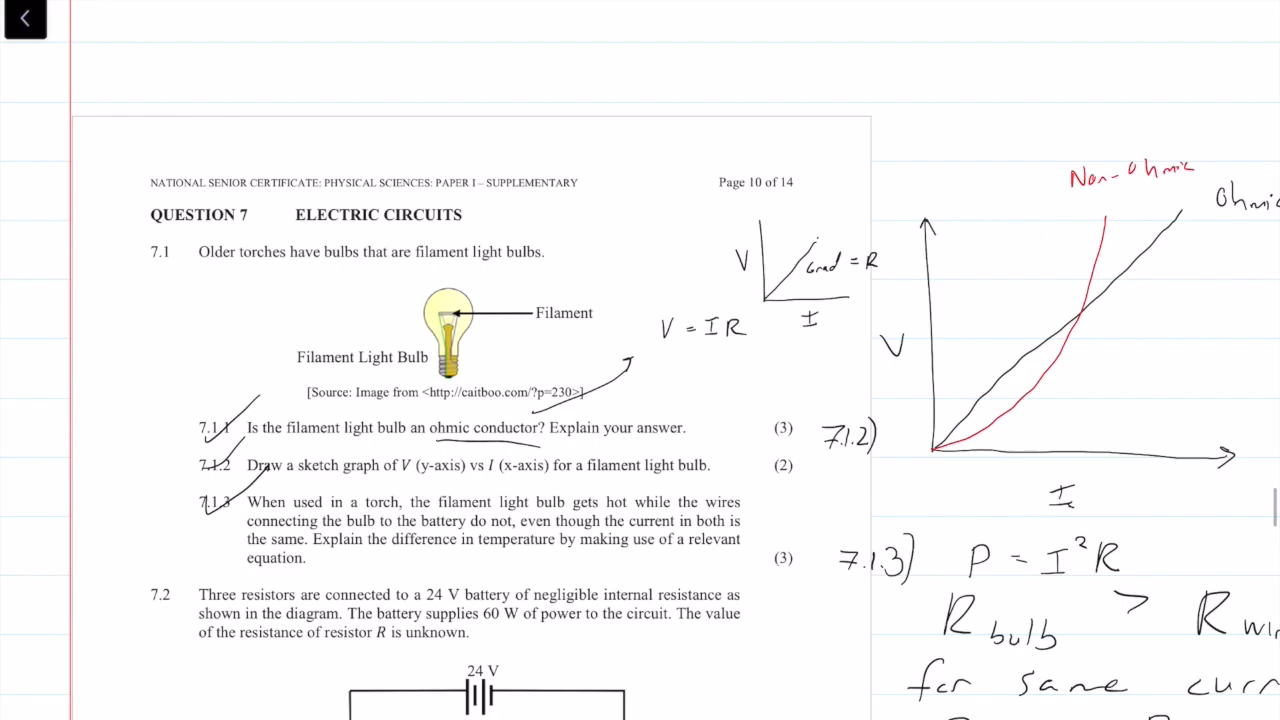 NATIONAL SENIOR CERTIFICATE: PHYSICAL SCIENCES: PAPER I – SUPPLEMENTARY Page 10 of 14
QUESTION 7 ELECTRIC CIRCUITS
7.1 Older torches have bulbs that are filament light bulbs.
Filament
Filament Light Bulb
[Source: Image from <http://caitboo.com/?p=230>]
7.1.1 Is the filament light bulb an ohmic conductor? Explain your answer. (3)
7.1.2 Draw a sketch graph of V (y-axis) vs I (x-axis) for a filament light bulb. (2)
7.1.3 When used in a torch, the filament light bulb gets hot while the wires
connecting the bulb to the battery do not, even though the current in both is
the same. Explain the difference in temperature by making use of a relevant
equation. (3)
7.2 Three resistors are connected to a 24 V battery of negligible internal resistance as
shown in the diagram. The battery supplies 60 W of power to the circuit. The value
of the resistance of resistor R is unknown.
24 V
V
Grad = R
I
V = IR
Non-Ohmic
Ohmic
V
7.1.2)
I
7.1.3) P = I²R
R bulb > R wir
for same curr